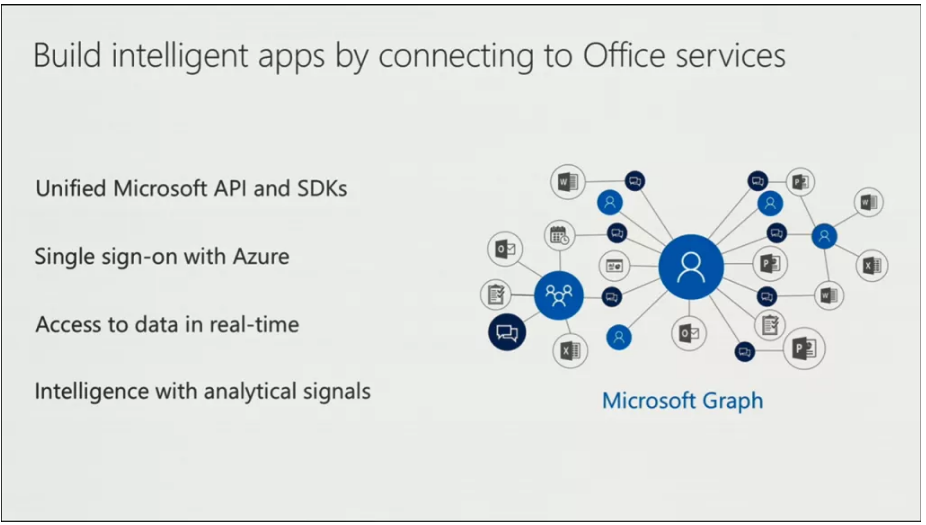 Build intelligent apps by connecting to Office services
Unified Microsoft API and SDKs
Single sign-on with Azure
Access to data in real-time
Intelligence with analytical signals
W
P
W
O
P
X
W
O
X
P
Microsoft Graph